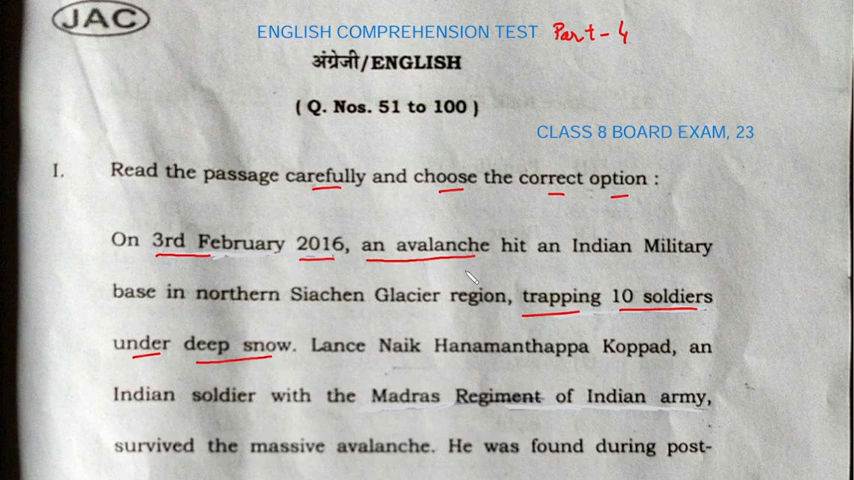 JAC
ENGLISH COMPREHENSION TEST Part - 4
अंग्रेजी/ENGLISH
( Q. Nos. 51 to 100 )
CLASS 8 BOARD EXAM, 23
I. Read the passage carefully and choose the correct option :
On 3rd February 2016, an avalanche hit an Indian Military
base in northern Siachen Glacier region, trapping 10 soldiers
under deep snow. Lance Naik Hanamanthappa Koppad, an
Indian soldier with the Madras Regiment of Indian army,
survived the massive avalanche. He was found during post-